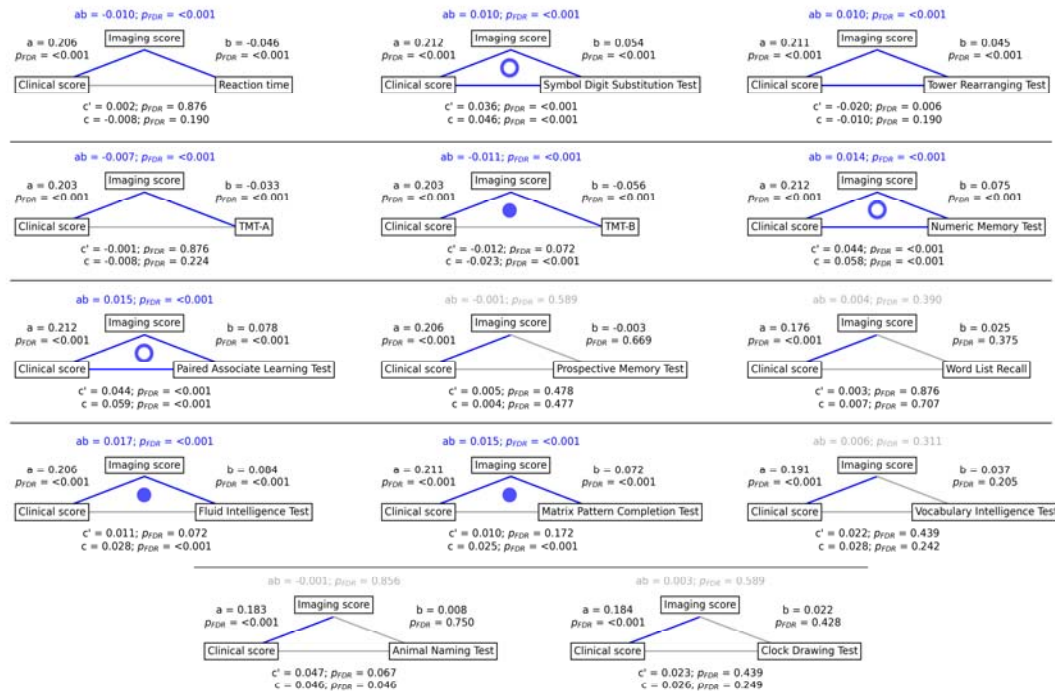 ab = -0.010; pFDR = <0.001
a = 0.206
pFDR = <0.001
Imaging score
b = -0.046
pFDR = <0.001
Clinical score
Reaction time
c' = 0.002; pFDR = 0.876
c = -0.008; pFDR = 0.190
ab = 0.010; pFDR = <0.001
a = 0.212
pFDR = <0.001
Imaging score
b = 0.054
pFDR = <0.001
Clinical score
Symbol Digit Substitution Test
c' = 0.036; pFDR = <0.001
c = 0.046; pFDR = <0.001
ab = 0.010; pFDR = <0.001
a = 0.211
pFDR = <0.001
Imaging score
b = 0.045
pFDR = <0.001
Clinical score
Tower Rearranging Test
c' = -0.020; pFDR = 0.006
c = -0.010; pFDR = 0.190
ab = -0.007; pFDR = <0.001
a = 0.203
pFDR = <0.001
Imaging score
b = -0.033
pFDR = <0.001
Clinical score
TMT-A
c' = -0.001; pFDR = 0.876
c = -0.008; pFDR = 0.224
ab = -0.011; pFDR = <0.001
a = 0.203
pFDR = <0.001
Imaging score
b = -0.056
pFDR = <0.001
Clinical score
TMT-B
c' = -0.012; pFDR = 0.072
c = -0.023; pFDR = <0.001
ab = 0.014; pFDR = <0.001
a = 0.212
pFDR = <0.001
Imaging score
b = 0.075
pFDR = <0.001
Clinical score
Numeric Memory Test
c' = 0.044; pFDR = <0.001
c = 0.058; pFDR = <0.001
ab = 0.015; pFDR = <0.001
a = 0.212
pFDR = <0.001
Imaging score
b = 0.078
pFDR = <0.001
Clinical score
Paired Associate Learning Test
c' = 0.044; pFDR = <0.001
c = 0.059; pFDR = <0.001
ab = -0.001; pFDR = 0.589
a = 0.206
pFDR = <0.001
Imaging score
b = -0.003
pFDR = 0.669
Clinical score
Prospective Memory Test
c' = 0.005; pFDR = 0.478
c = 0.004; pFDR = 0.477
ab = 0.004; pFDR = 0.390
a = 0.176
pFDR = <0.001
Imaging score
b = 0.025
pFDR = 0.375
Clinical score
Word List Recall
c' = 0.003; pFDR = 0.876
c = 0.007; pFDR = 0.707
ab = 0.017; pFDR = <0.001
a = 0.206
pFDR = <0.001
Imaging score
b = 0.084
pFDR = <0.001
Clinical score
Fluid Intelligence Test
c' = 0.011; pFDR = 0.072
c = 0.028; pFDR = <0.001
ab = 0.015; pFDR = <0.001
a = 0.211
pFDR = <0.001
Imaging score
b = 0.072
pFDR = <0.001
Clinical score
Matrix Pattern Completion Test
c' = 0.010; pFDR = 0.172
c = 0.025; pFDR = <0.001
ab = 0.006; pFDR = 0.311
a = 0.191
pFDR = <0.001
Imaging score
b = 0.037
pFDR = 0.205
Clinical score
Vocabulary Intelligence Test
c' = 0.022; pFDR = 0.439
c = 0.028; pFDR = 0.242
ab = -0.001; pFDR = 0.856
a = 0.183
pFDR = <0.001
Imaging score
b = 0.008
pFDR = 0.750
Clinical score
Animal Naming Test
c' = 0.047; pFDR = 0.067
c = 0.046; pFDR = 0.046
ab = 0.003; pFDR = 0.589
a = 0.184
pFDR = <0.001
Imaging score
b = 0.022
pFDR = 0.428
Clinical score
Clock Drawing Test
c' = 0.023; pFDR = 0.439
c = 0.026; pFDR = 0.249